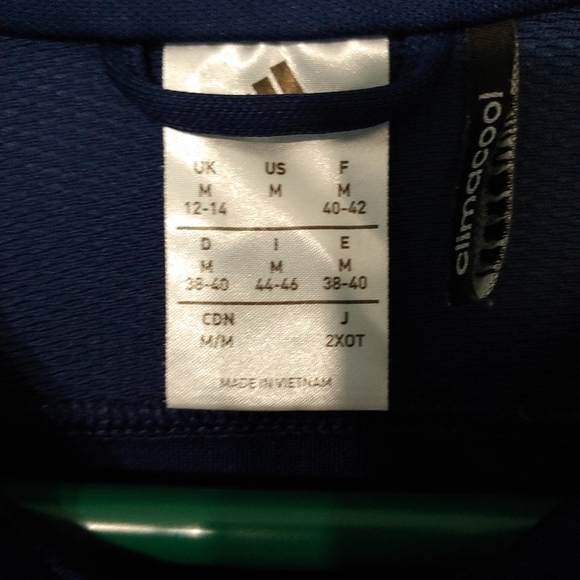 UK US F
M M M
12-14 40-42
D I E
M M M
38-40 44-46 38-40
CDN J
M/M 2XOT
MADE IN VIETNAM
climacool